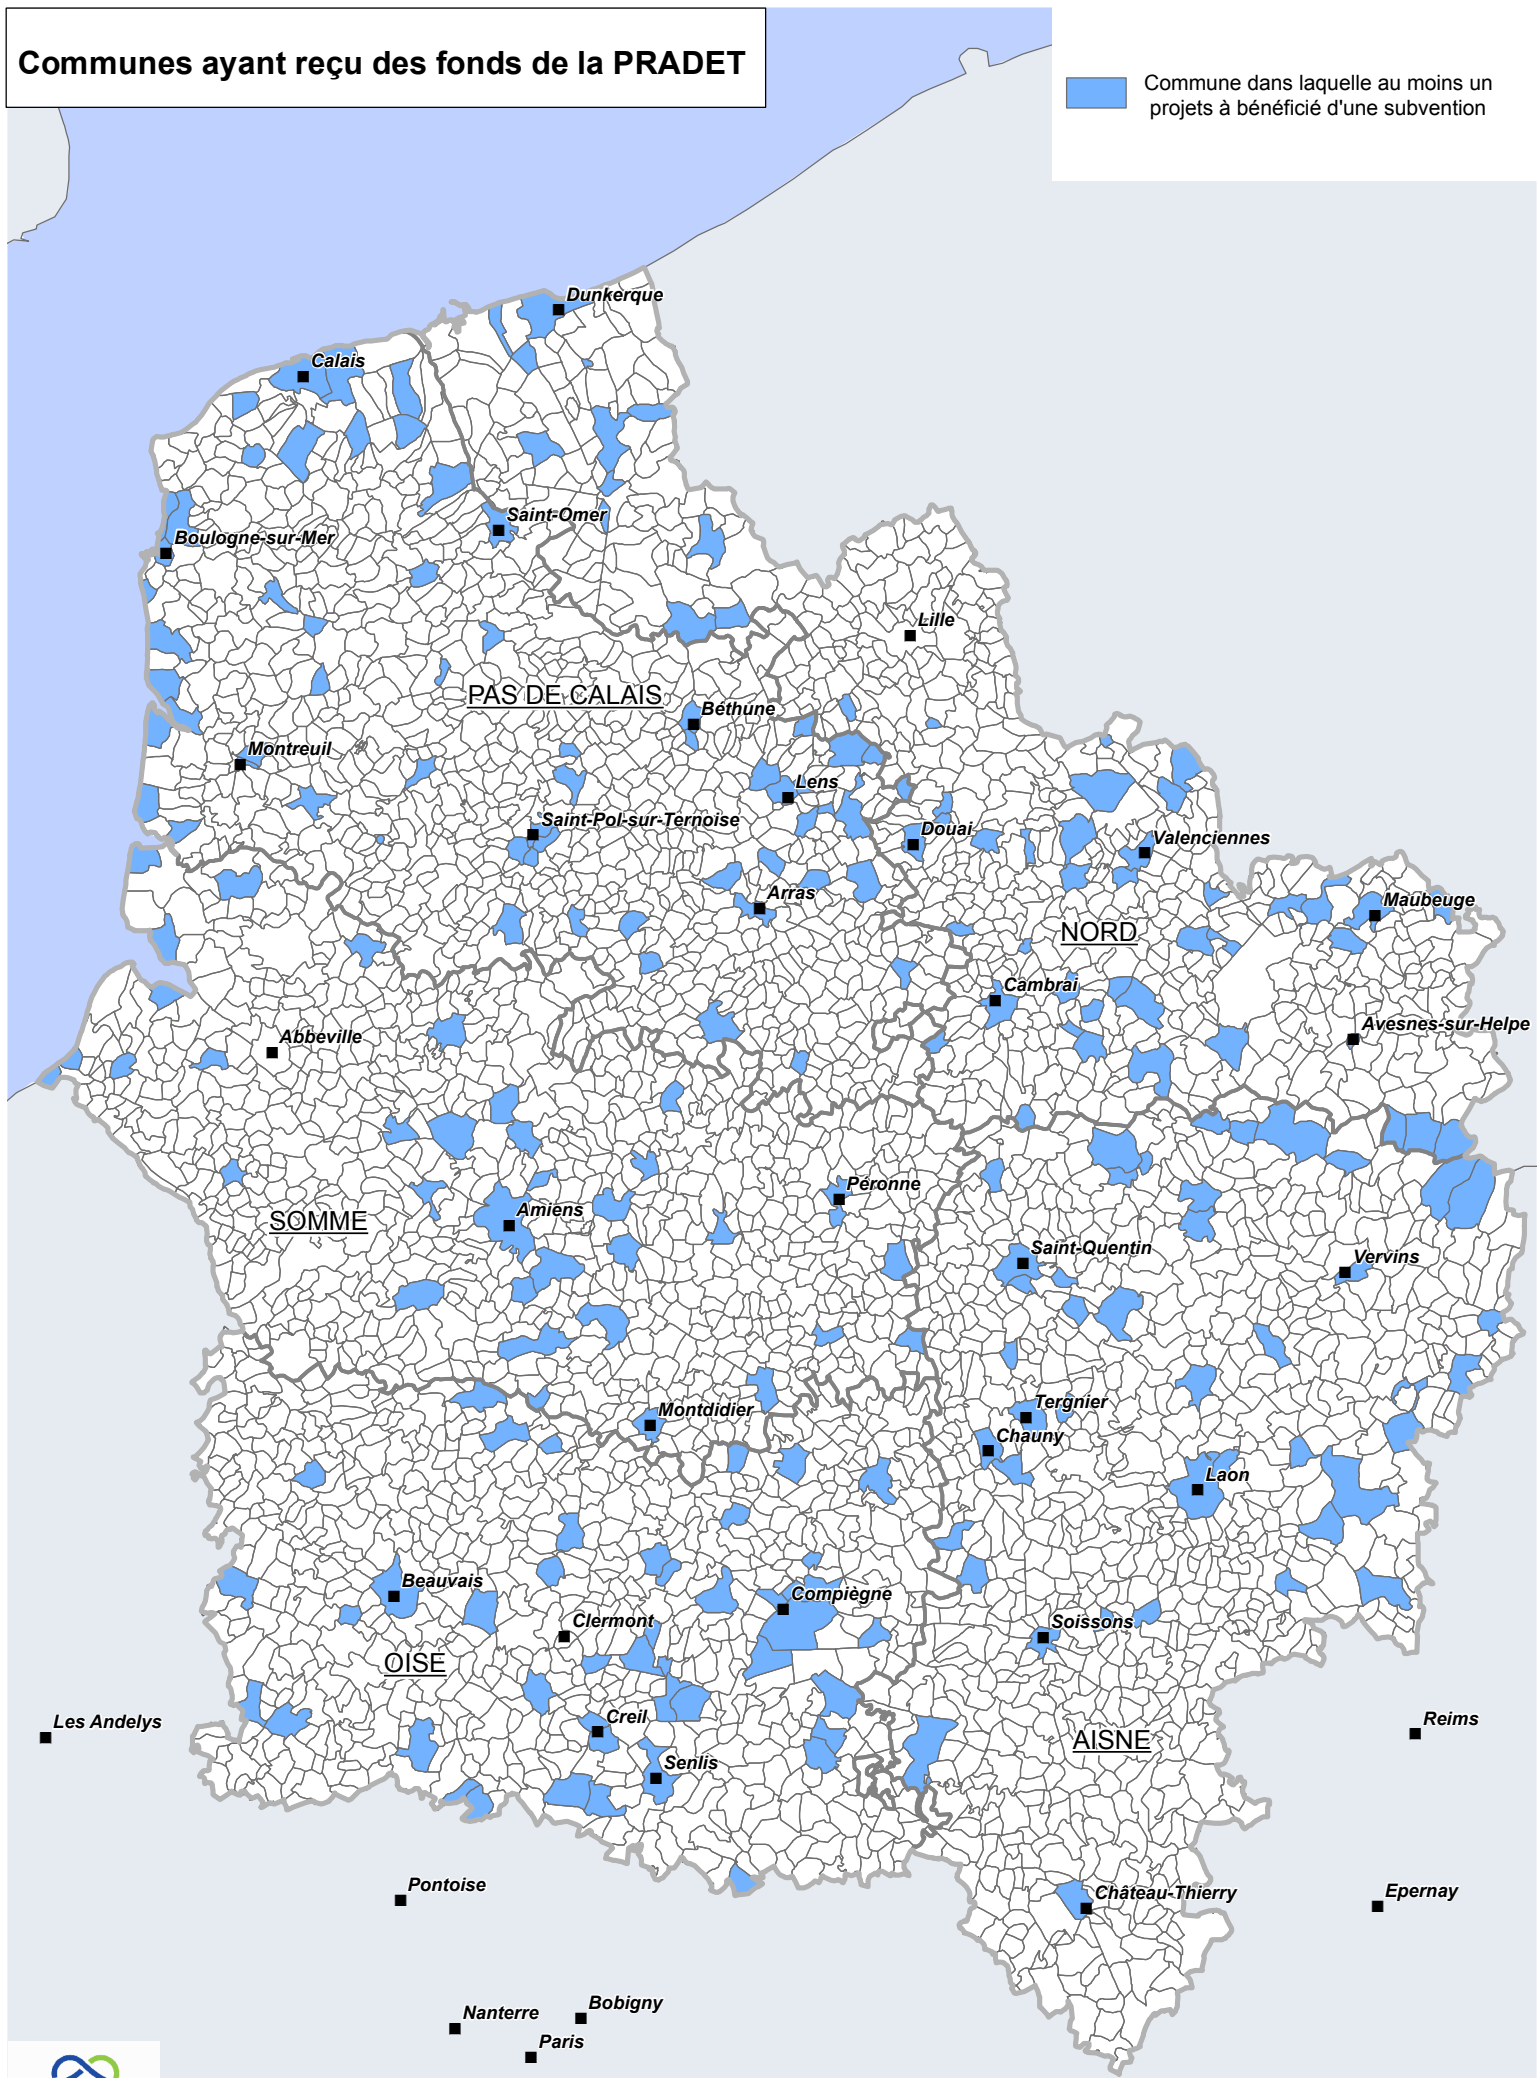 Communes ayant reçu des fonds de la PRADET
Commune dans laquelle au moins un
projets à bénéficié d'une subvention
Dunkerque
Calais
Saint-Omer
Boulogne-sur-Mer
Lille
PAS DE CALAIS
Béthune
Montreuil
Lens
Saint-Pol-sur-Ternoise
Douai
Valenciennes
Arras
Maubeuge
NORD
Cambrai
Avesnes-sur-Helpe
Abbeville
Péronne
Amiens
SOMME
Saint-Quentin
Vervins
Montdidier
Tergnier
Chauny
Laon
Beauvais
Compiègne
Clermont
Soissons
OISE
Les Andelys
Creil
Reims
AISNE
Senlis
Pontoise
Château-Thierry
Epernay
Nanterre
Bobigny
Paris